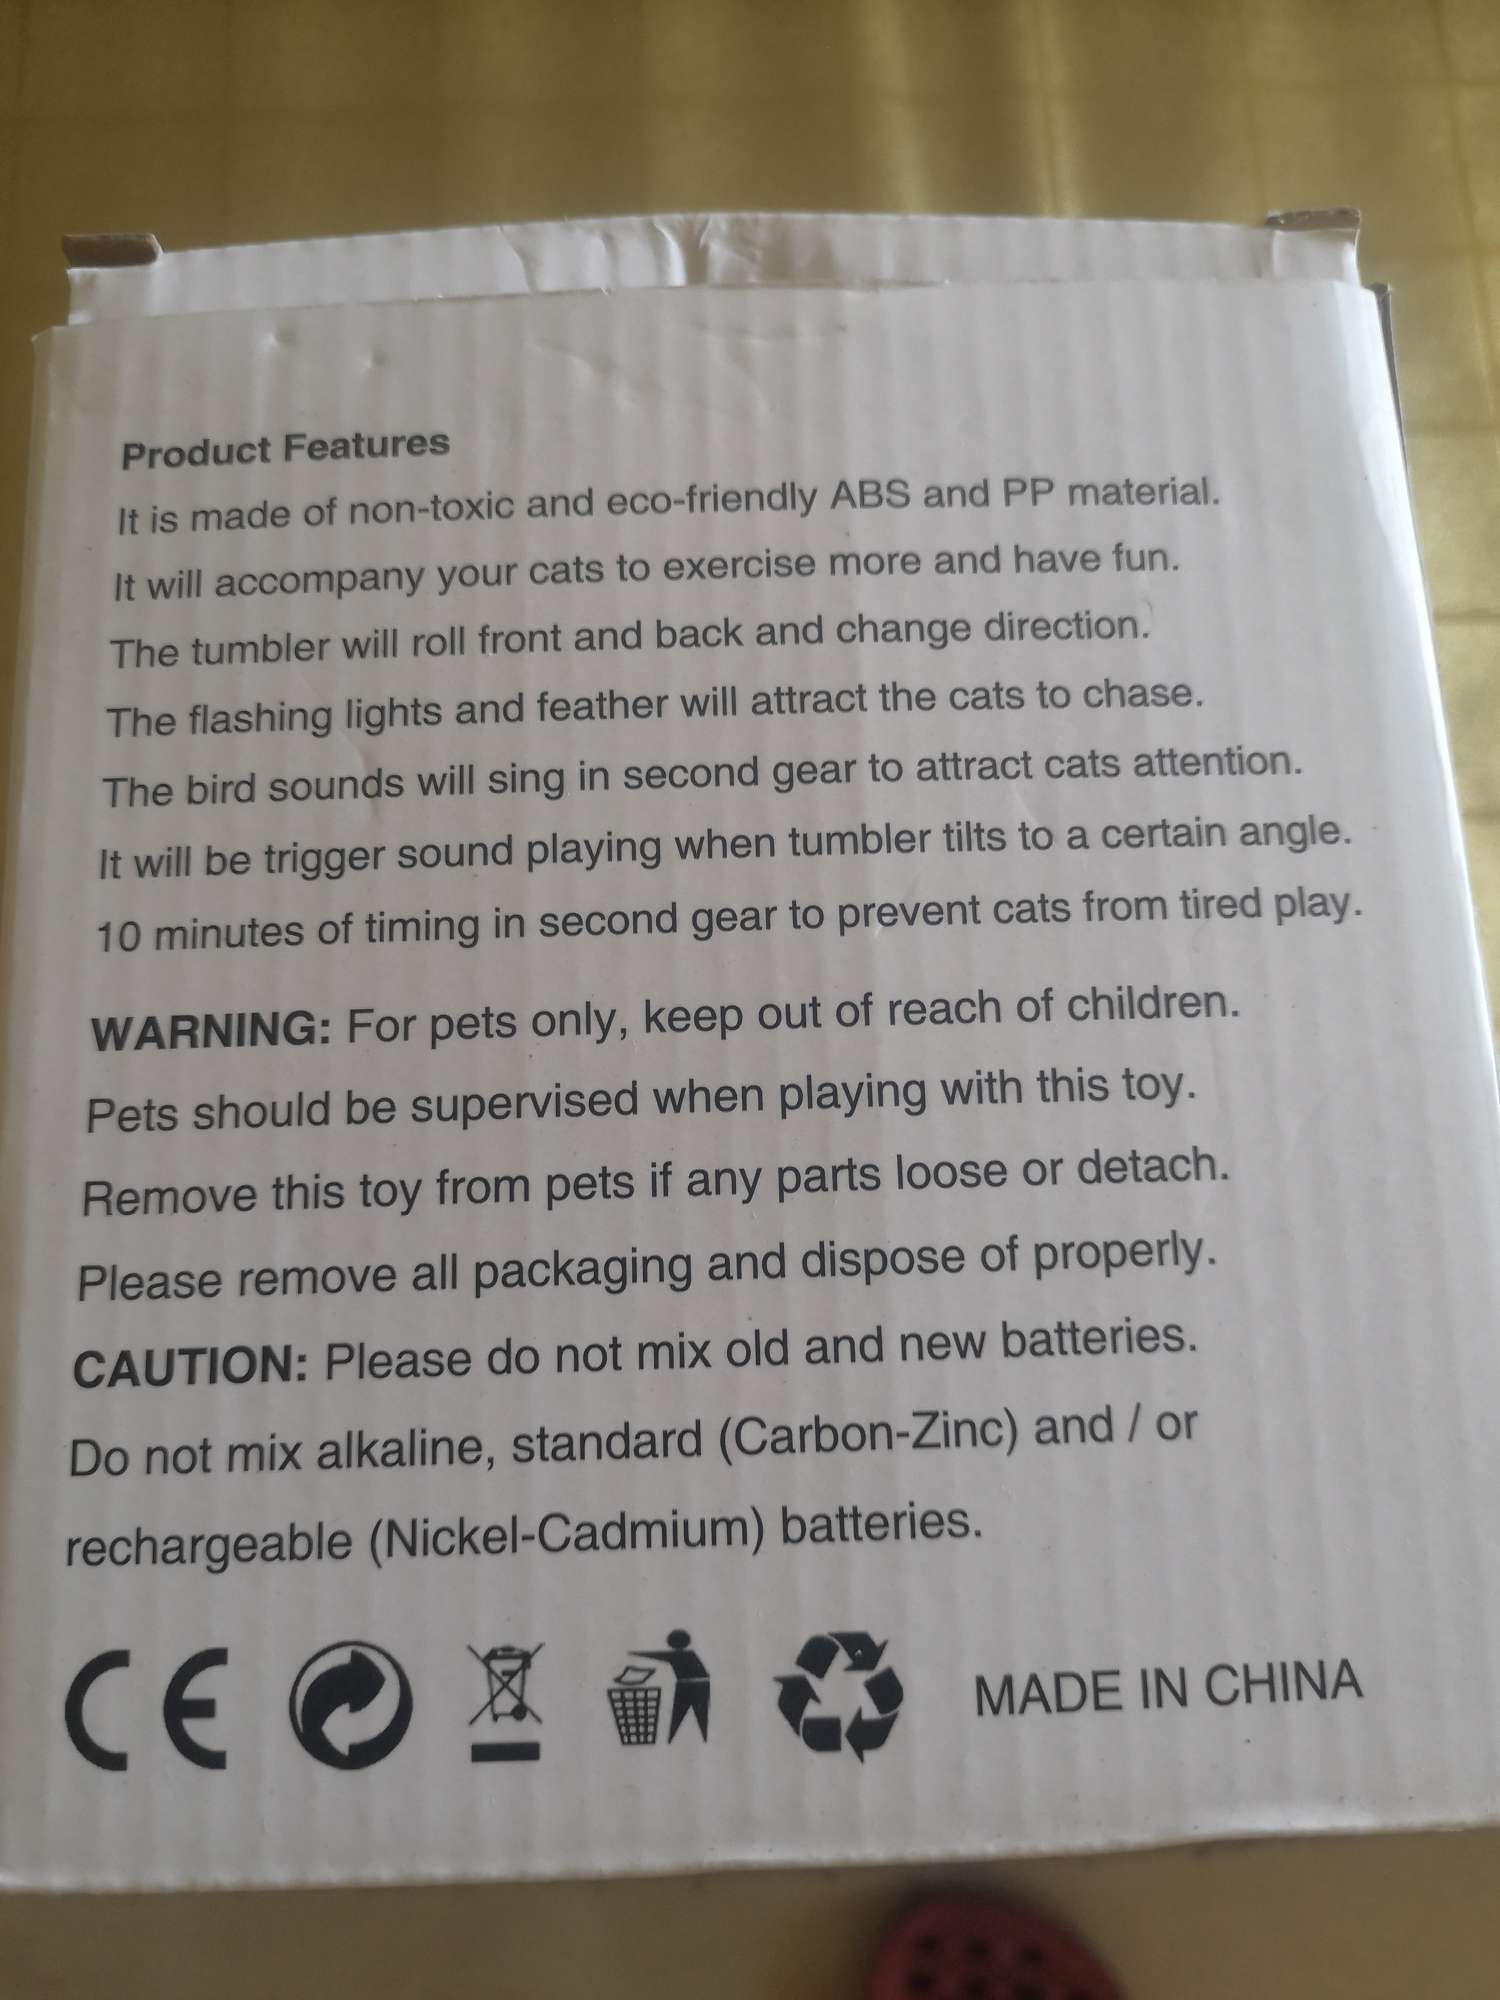 Product Features
It is made of non-toxic and eco-friendly ABS and PP material.
It will accompany your cats to exercise more and have fun.
The tumbler will roll front and back and change direction.
The flashing lights and feather will attract the cats to chase.
The bird sounds will sing in second gear to attract cats attention.
It will be trigger sound playing when tumbler tilts to a certain angle.
10 minutes of timing in second gear to prevent cats from tired play.
WARNING: For pets only, keep out of reach of children.
Pets should be supervised when playing with this toy.
Remove this toy from pets if any parts loose or detach.
Please remove all packaging and dispose of properly.
CAUTION: Please do not mix old and new batteries.
Do not mix alkaline, standard (Carbon-Zinc) and / or
rechargeable (Nickel-Cadmium) batteries.
CE MADE IN CHINA